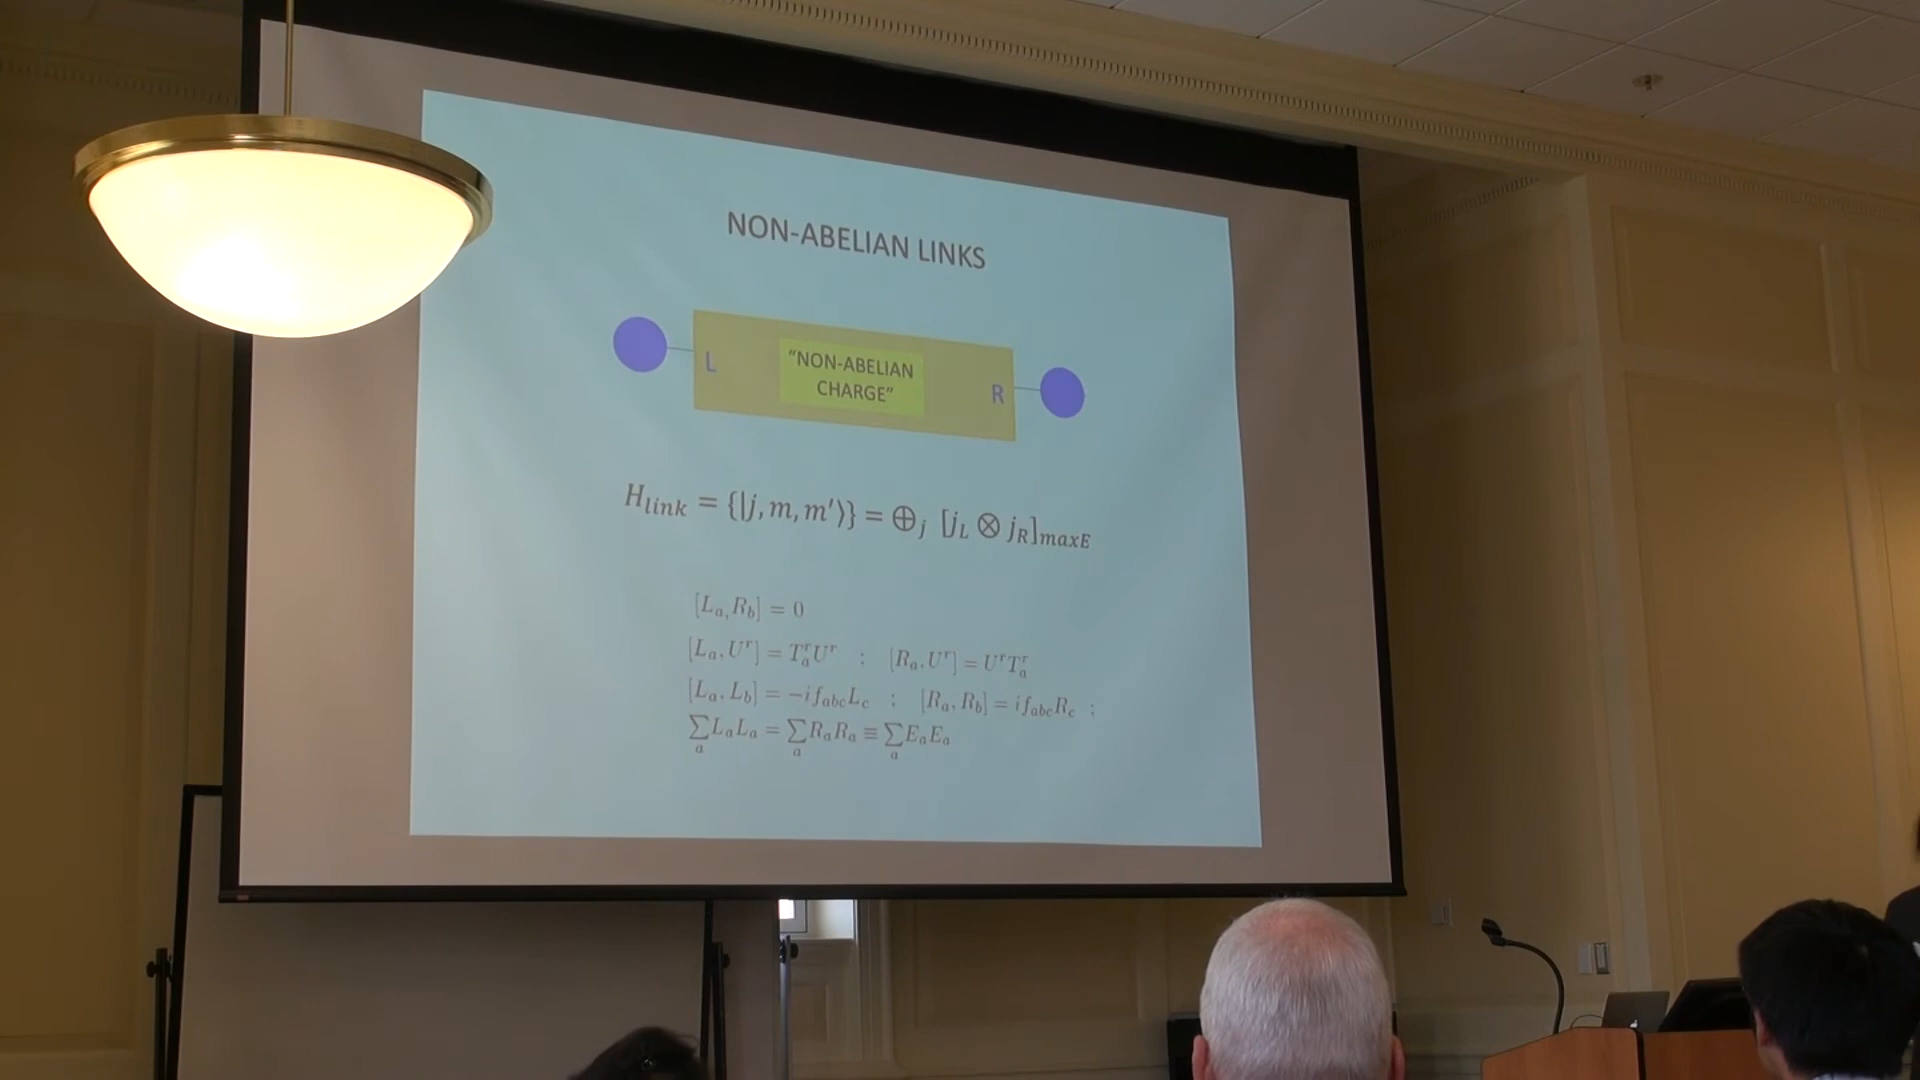 NON-ABELIAN LINKS
L "NON-ABELIAN R
CHARGE"
H_link = {|j, m, m′⟩} = ⊕_j [j_L ⊗ j_R]_maxE
[L_a, R_b] = 0
[L_a, U^r] = T_a^r U^r ; [R_a, U^r] = U^r T_a^r
[L_a, L_b] = −i f_abc L_c ; [R_a, R_b] = i f_abc R_c ;
∑_a L_a L_a = ∑_a R_a R_a ≡ ∑_a E_a E_a